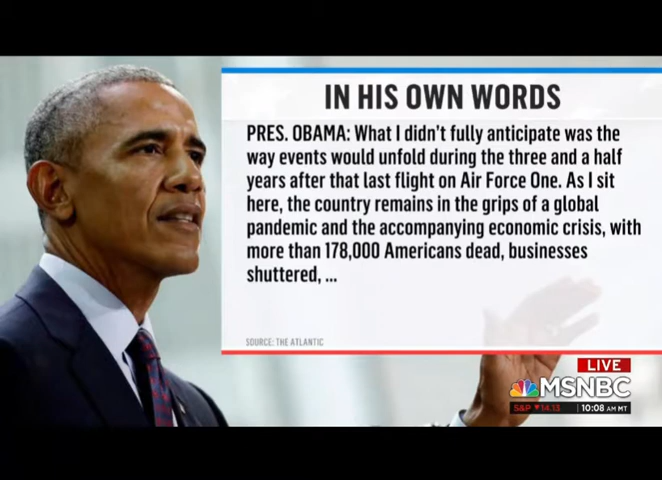 IN HIS OWN WORDS
PRES. OBAMA: What I didn't fully anticipate was the
way events would unfold during the three and a half
years after that last flight on Air Force One. As I sit
here, the country remains in the grips of a global
pandemic and the accompanying economic crisis, with
more than 178,000 Americans dead, businesses
shuttered, ...
SOURCE: THE ATLANTIC
LIVE
MSNBC
S&P ▼14.13 10:08 AM MT